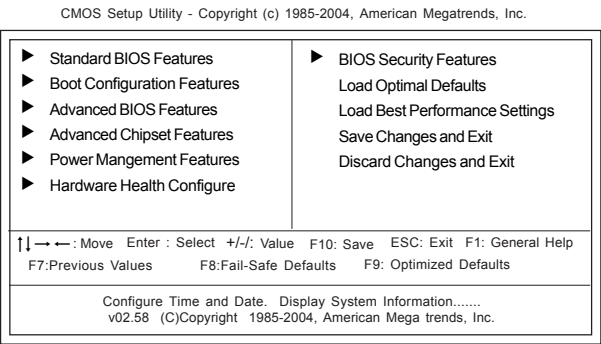 CMOS Setup Utility - Copyright (c) 1985-2004, American Megatrends, Inc.
▶ Standard BIOS Features
▶ Boot Configuration Features
▶ Advanced BIOS Features
▶ Advanced Chipset Features
▶ Power Mangement Features
▶ Hardware Health Configure
▶ BIOS Security Features
Load Optimal Defaults
Load Best Performance Settings
Save Changes and Exit
Discard Changes and Exit
↑↓→←: Move Enter : Select +/-/: Value F10: Save ESC: Exit F1: General Help
F7:Previous Values F8:Fail-Safe Defaults F9: Optimized Defaults
Configure Time and Date. Display System Information.......
v02.58 (C)Copyright 1985-2004, American Mega trends, Inc.